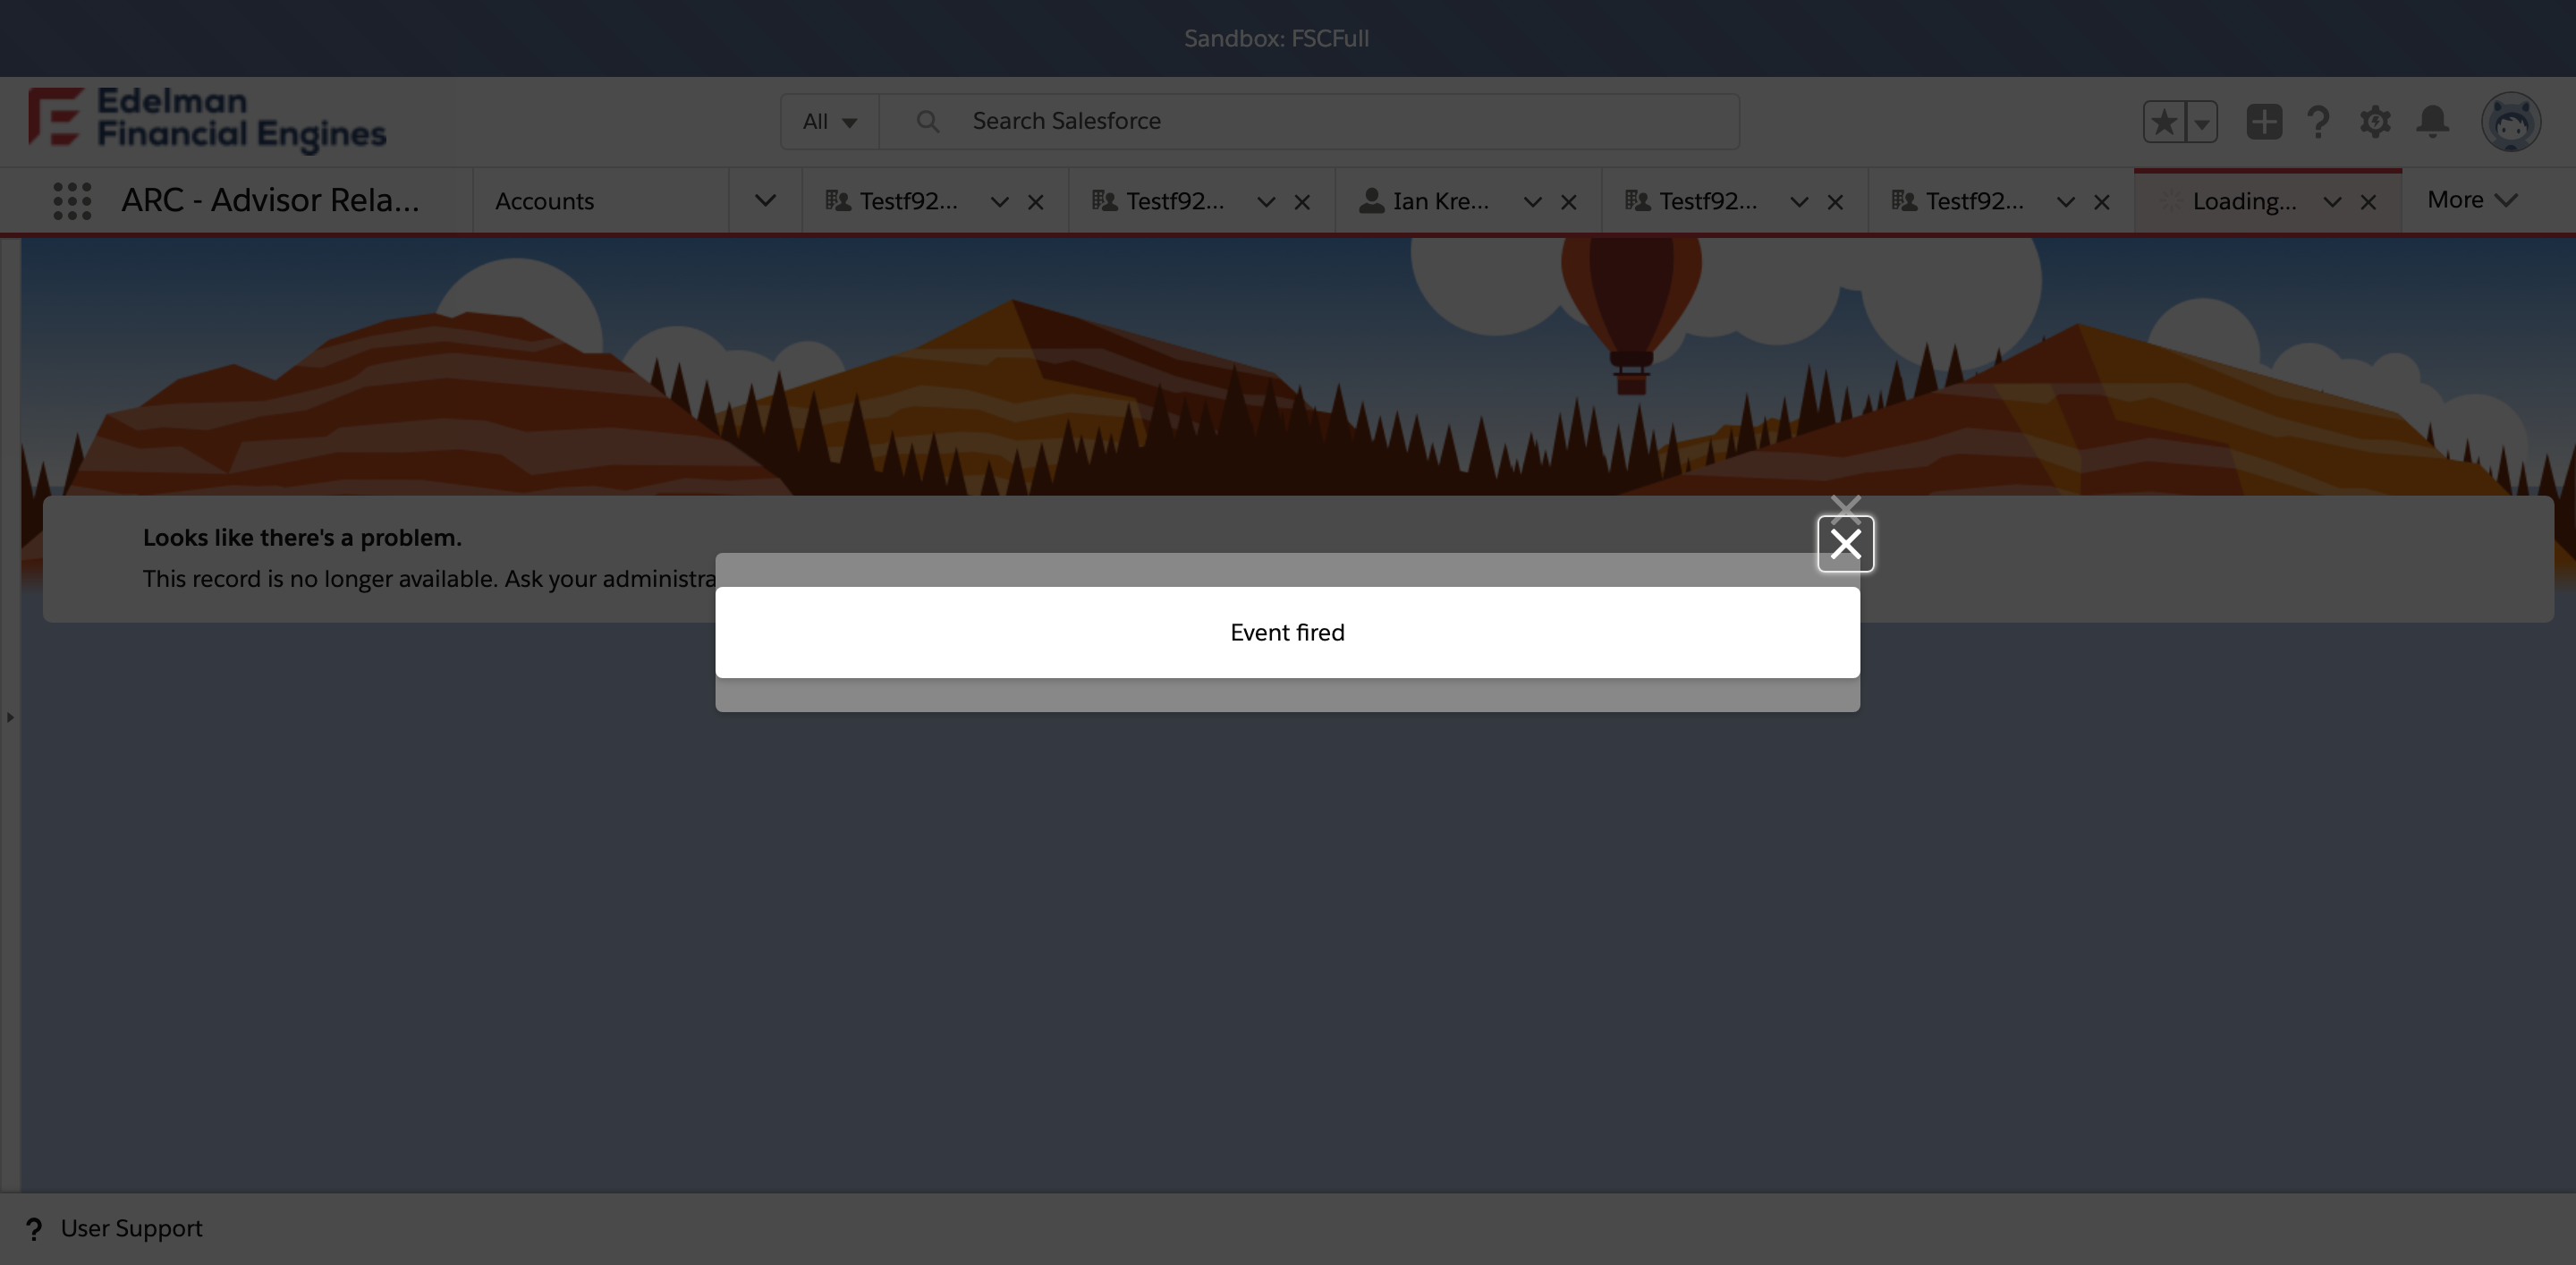 Sandbox: FSCFull
Edelman
Financial Engines
All
Search Salesforce
ARC - Advisor Rela...
Accounts
Testf92...
Testf92...
Ian Kre...
Testf92...
Testf92...
Loading...
More
Looks like there's a problem.
This record is no longer available. Ask your administra
Event fired
? User Support